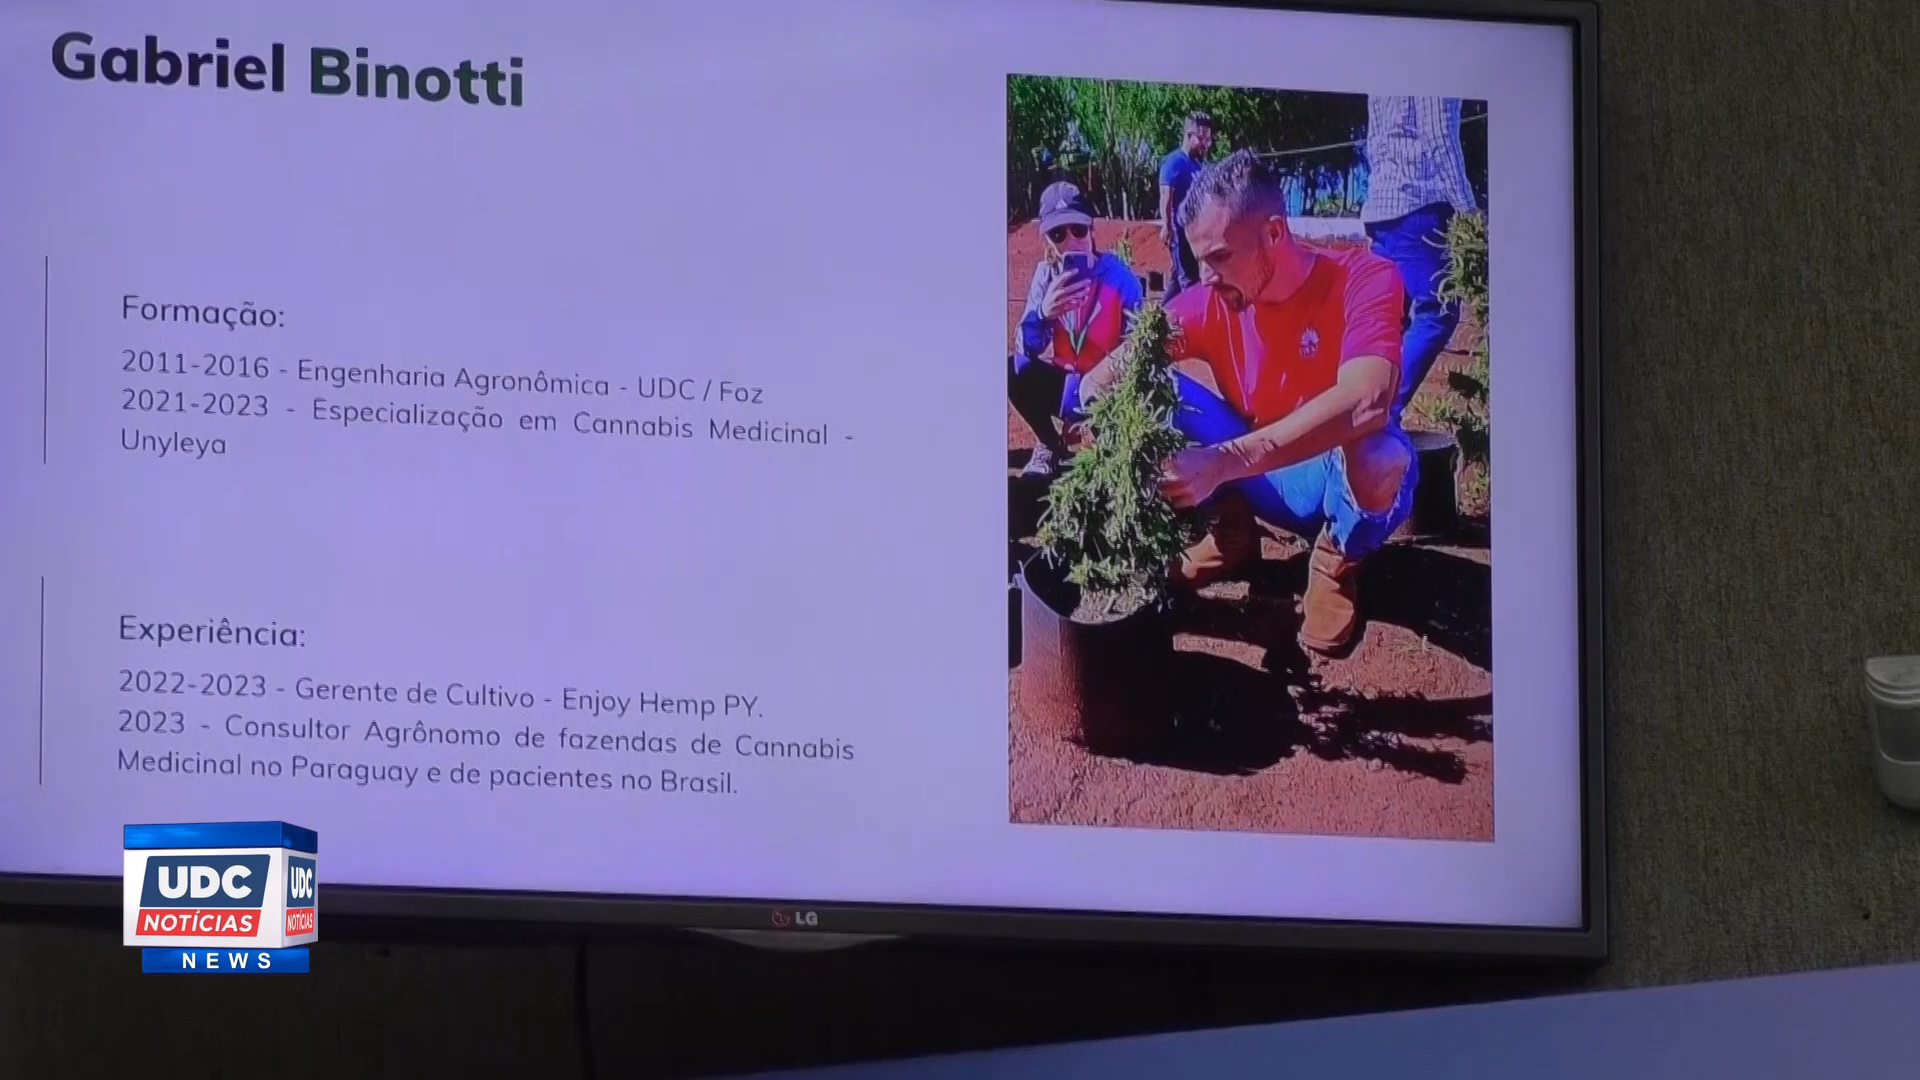 Gabriel Binotti
Formação:
2011-2016 - Engenharia Agronômica - UDC / Foz
2021-2023 - Especialização em Cannabis Medicinal -
Unyleya
Experiência:
2022-2023 - Gerente de Cultivo - Enjoy Hemp PY.
2023 - Consultor Agrônomo de fazendas de Cannabis
Medicinal no Paraguay e de pacientes no Brasil.
UDC
NOTÍCIAS
UDC
NOTÍCIAS
NEWS
LG